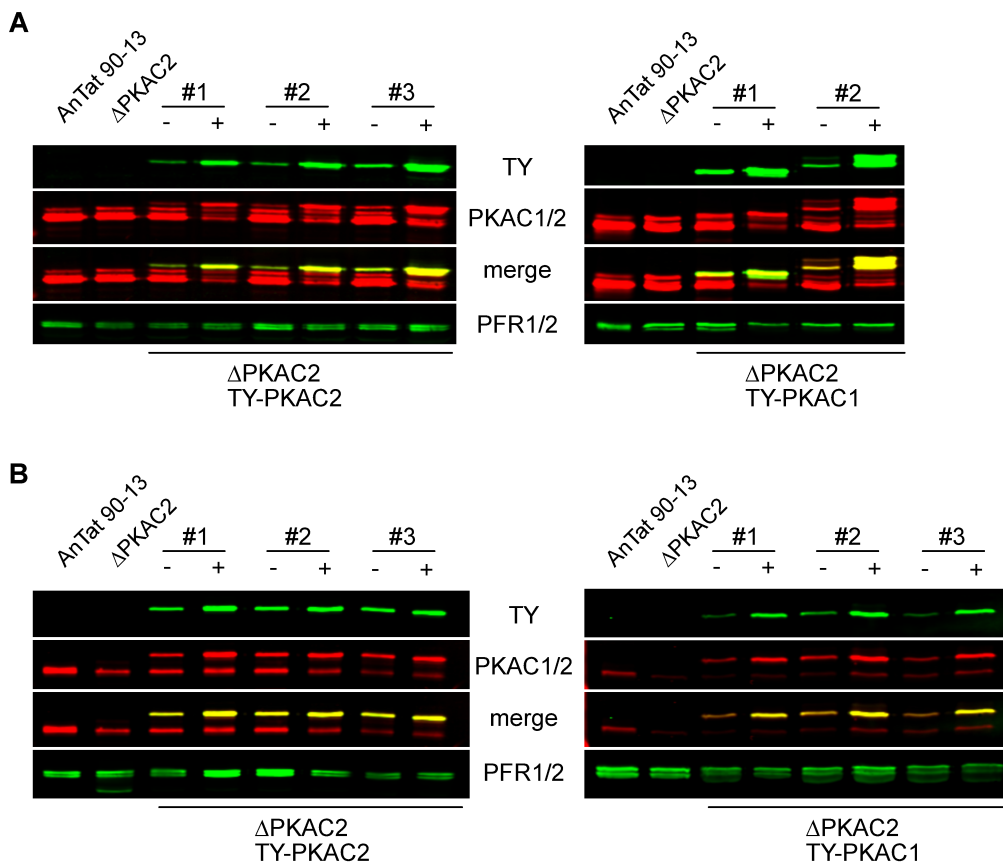 A
AnTat 90-13
ΔPKAC2
#1
#2
#3
- + - + - +
AnTat 90-13
ΔPKAC2
#1
#2
- + - +
TY
PKAC1/2
merge
PFR1/2
ΔPKAC2
TY-PKAC2
ΔPKAC2
TY-PKAC1
B
AnTat 90-13
ΔPKAC2
#1
#2
#3
- + - + - +
AnTat 90-13
ΔPKAC2
#1
#2
#3
- + - + - +
TY
PKAC1/2
merge
PFR1/2
ΔPKAC2
TY-PKAC2
ΔPKAC2
TY-PKAC1